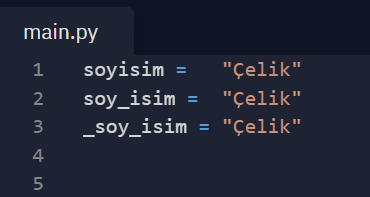 main.py
1 soyisim =   "Çelik"
2 soy_isim =  "Çelik"
3 _soy_isim = "Çelik"
4
5